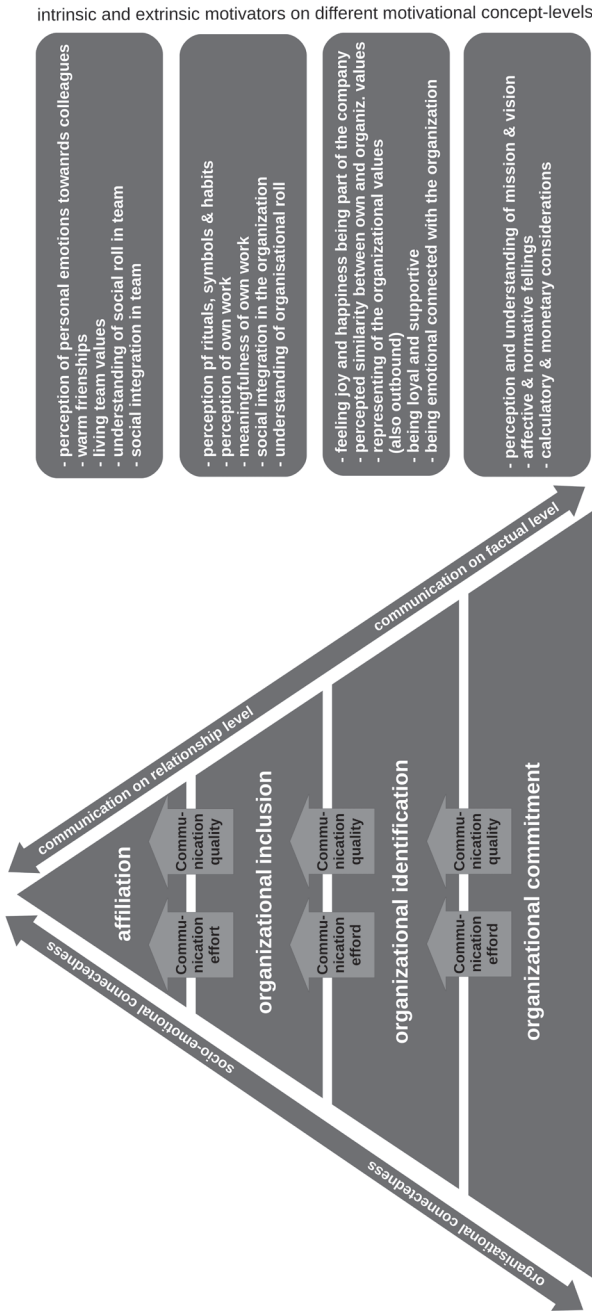 intrinsic and extrinsic motivators on different motivational concept-levels
- perception of personal emotions towanrds colleagues
- warm frienships
- living team values
- understanding of social roll in team
- social integration in team
- perception pf rituals, symbols & habits
- perception of own work
- meaningfulness of own work
- social integration in the organization
- understanding of organisational roll
- feeling joy and happiness being part of the company
- percepted similarity between own and organiz. values
- representing of the organizational values
(also outbound)
- being loyal and supportive
- being emotional connected with the organization
- perception and understanding of mission & vision
- affective & normative fellings
- calculatory & monetary considerations
communication on relationship level
communication on factual level
affiliation
Commu-
nication
effort
Commu-
nication
quality
organizational inclusion
Commu-
nication
efford
Commu-
nication
quality
organizational identification
Commu-
nication
efford
Commu-
nication
quality
organizational commitment
socio-emotional connectedness
organisational connectedness